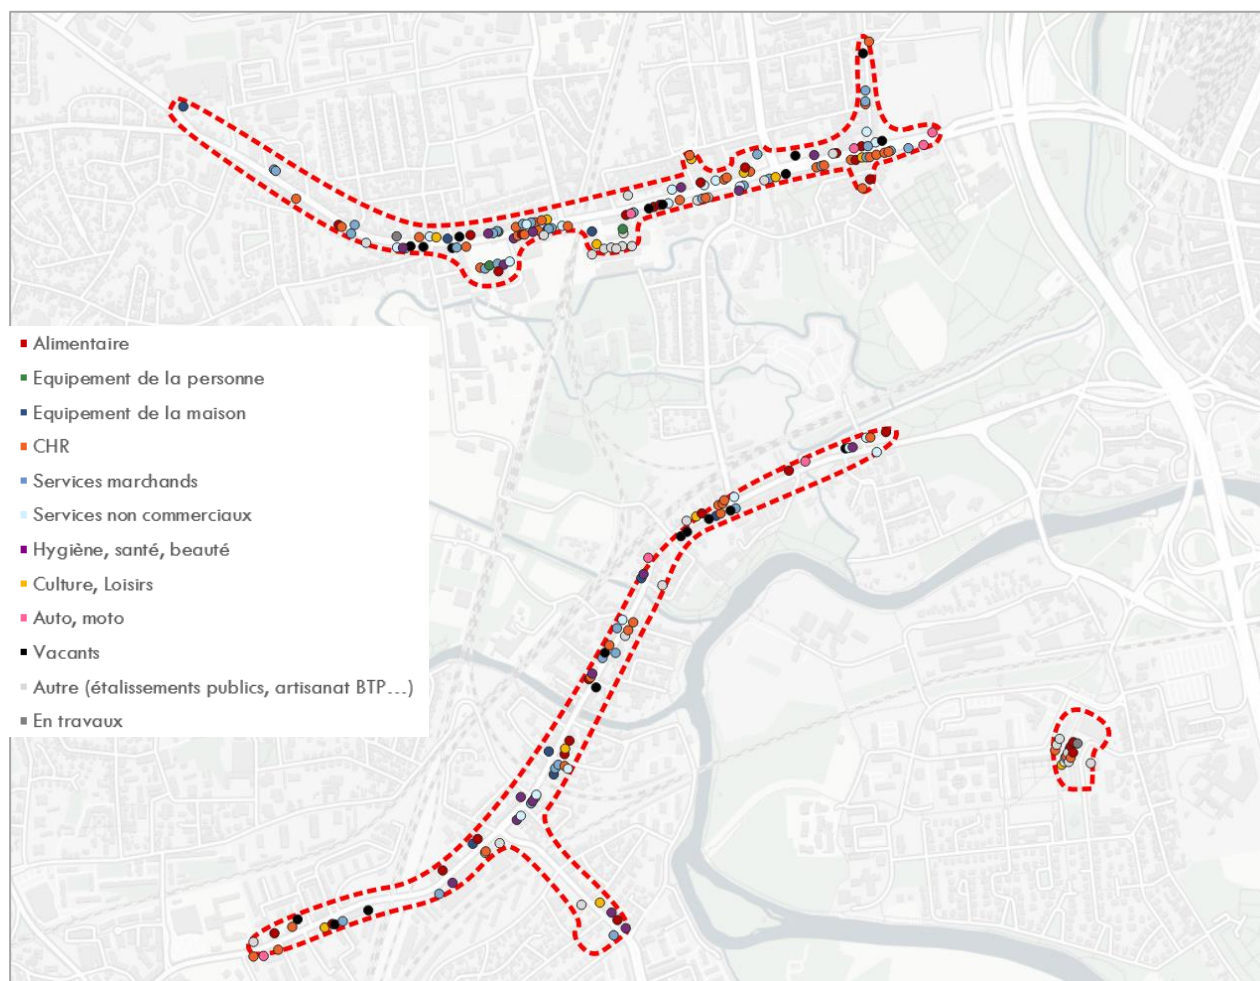 Alimentaire
Equipement de la personne
Equipement de la maison
CHR
Services marchands
Services non commerciaux
Hygiène, santé, beauté
Culture, Loisirs
Auto, moto
Vacants
Autre (étalissements publics, artisanat BTP…)
En travaux